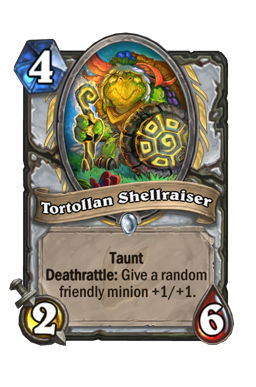 4
Tortollan Shellraiser
Taunt
Deathrattle: Give a random
friendly minion +1/+1.
2
6